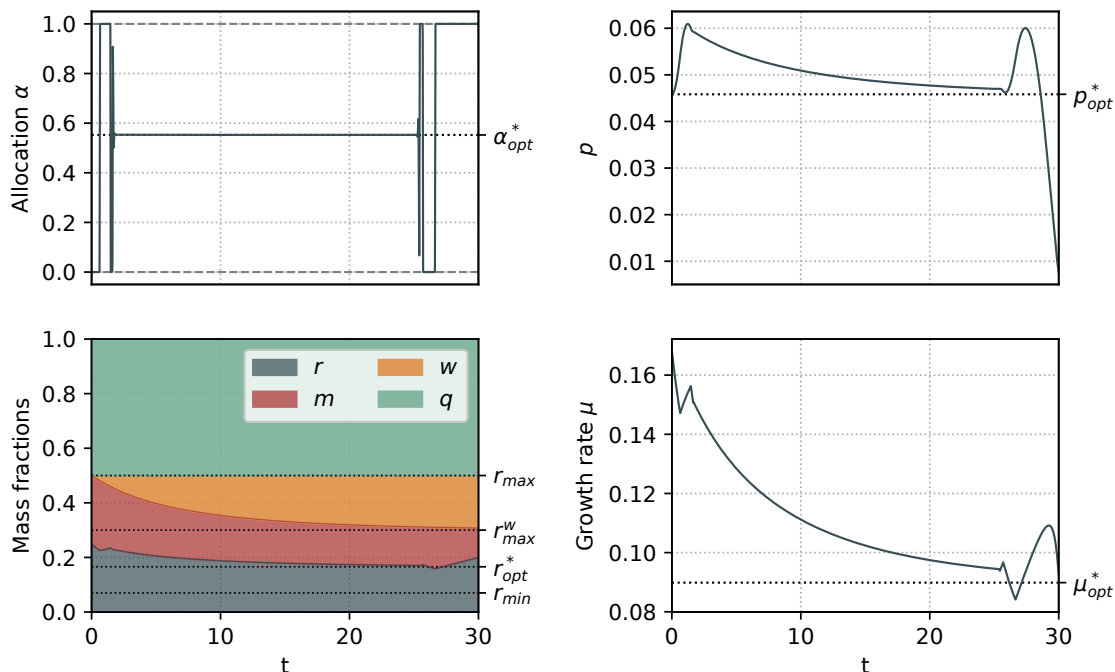 Allocation α
1.0
0.8
0.6
0.4
0.2
0.0
α*opt
p
0.06
0.05
0.04
0.03
0.02
0.01
p*opt
Mass fractions
1.0
0.8
0.6
0.4
0.2
0.0
r
m
w
q
rmax
r^w max
r*opt
rmin
0 10 20 30
t
Growth rate μ
0.16
0.14
0.12
0.10
0.08
μ*opt
0 10 20 30
t